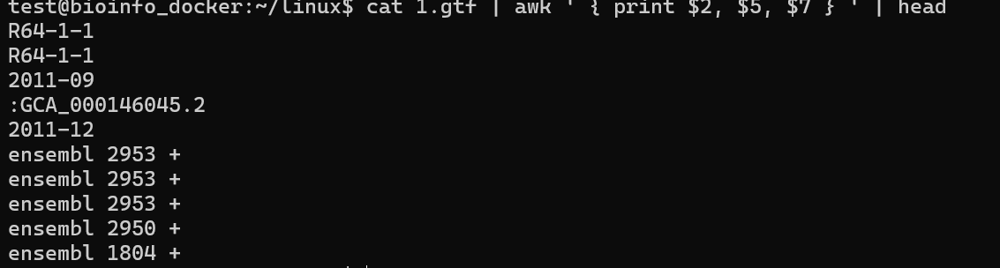 test@bioinfo_docker:~/linux$ cat 1.gtf | awk ' { print $2, $5, $7 } ' | head
R64-1-1
R64-1-1
2011-09
:GCA_000146045.2
2011-12
ensembl 2953 +
ensembl 2953 +
ensembl 2953 +
ensembl 2950 +
ensembl 1804 +